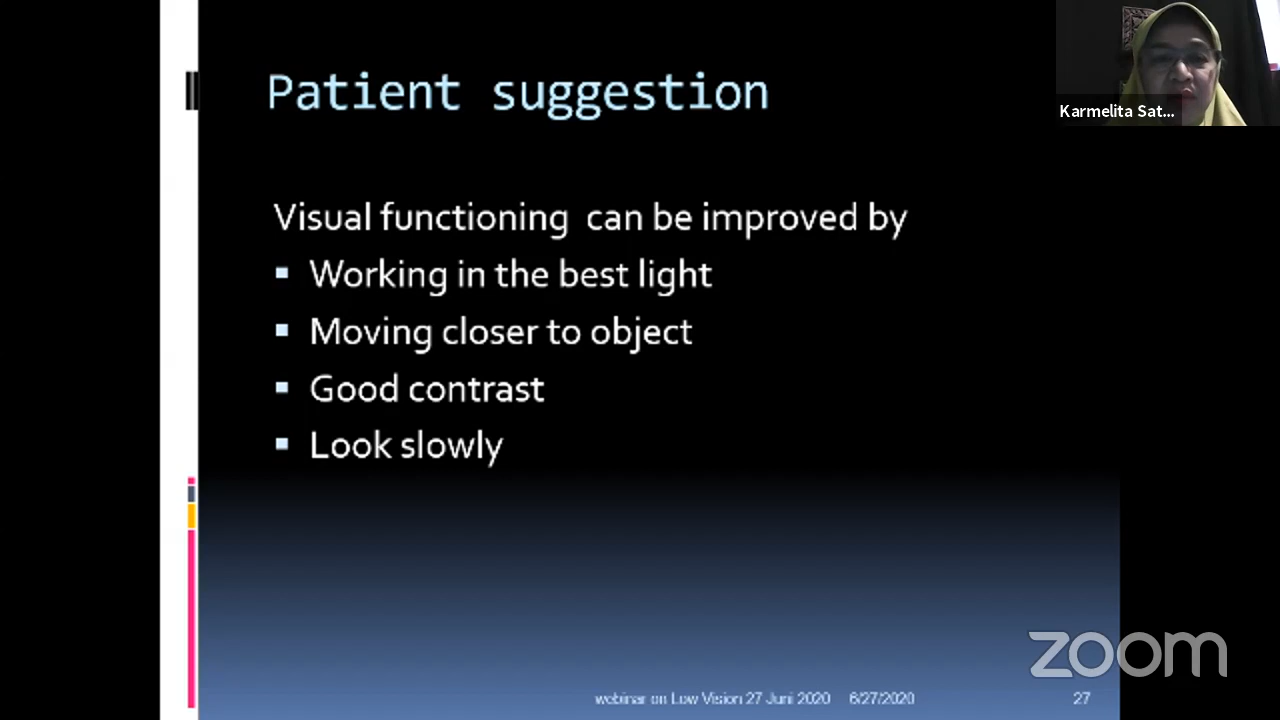 Patient suggestion
Karmelita Sat...
Visual functioning can be improved by
Working in the best light
Moving closer to object
Good contrast
Look slowly
zoom
webinar on Low Vision 27 Juni 2020 6/27/2020 27